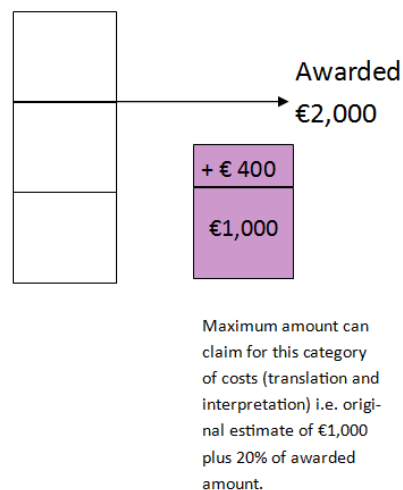 Awarded
€2,000
+ € 400
€1,000
Maximum amount can
claim for this category
of costs (translation and
interpretation) i.e. origi-
nal estimate of €1,000
plus 20% of awarded
amount.